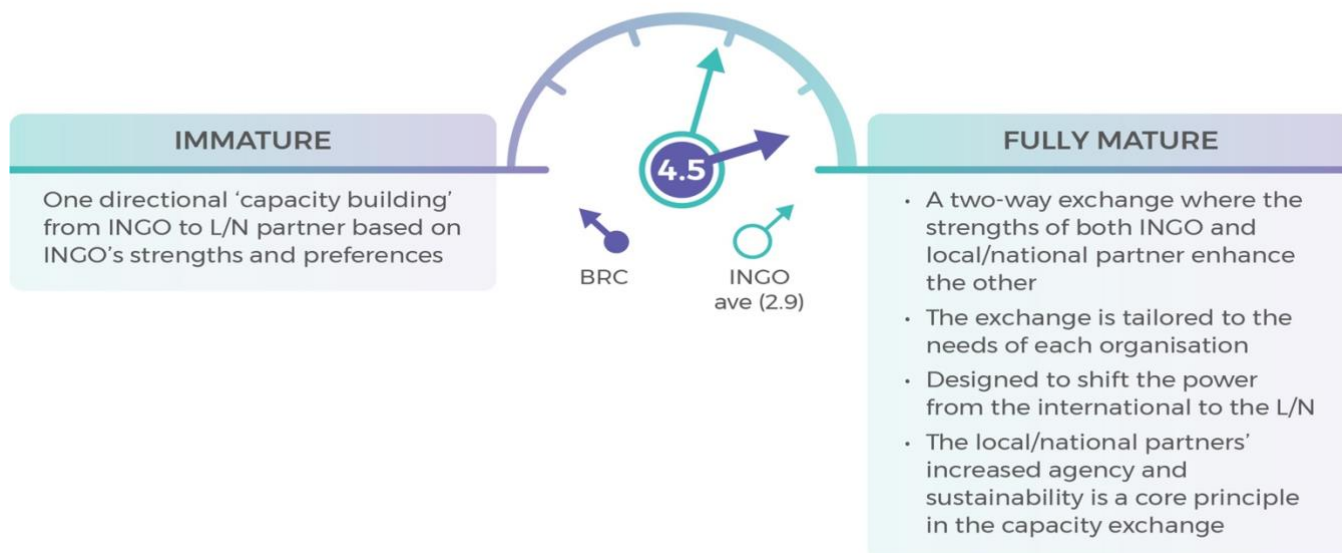 IMMATURE
One directional ‘capacity building’
from INGO to L/N partner based on
INGO’s strengths and preferences
4.5
BRC
INGO
ave (2.9)
FULLY MATURE
• A two-way exchange where the
strengths of both INGO and
local/national partner enhance
the other
• The exchange is tailored to the
needs of each organisation
• Designed to shift the power
from the international to the L/N
• The local/national partners’
increased agency and
sustainability is a core principle
in the capacity exchange